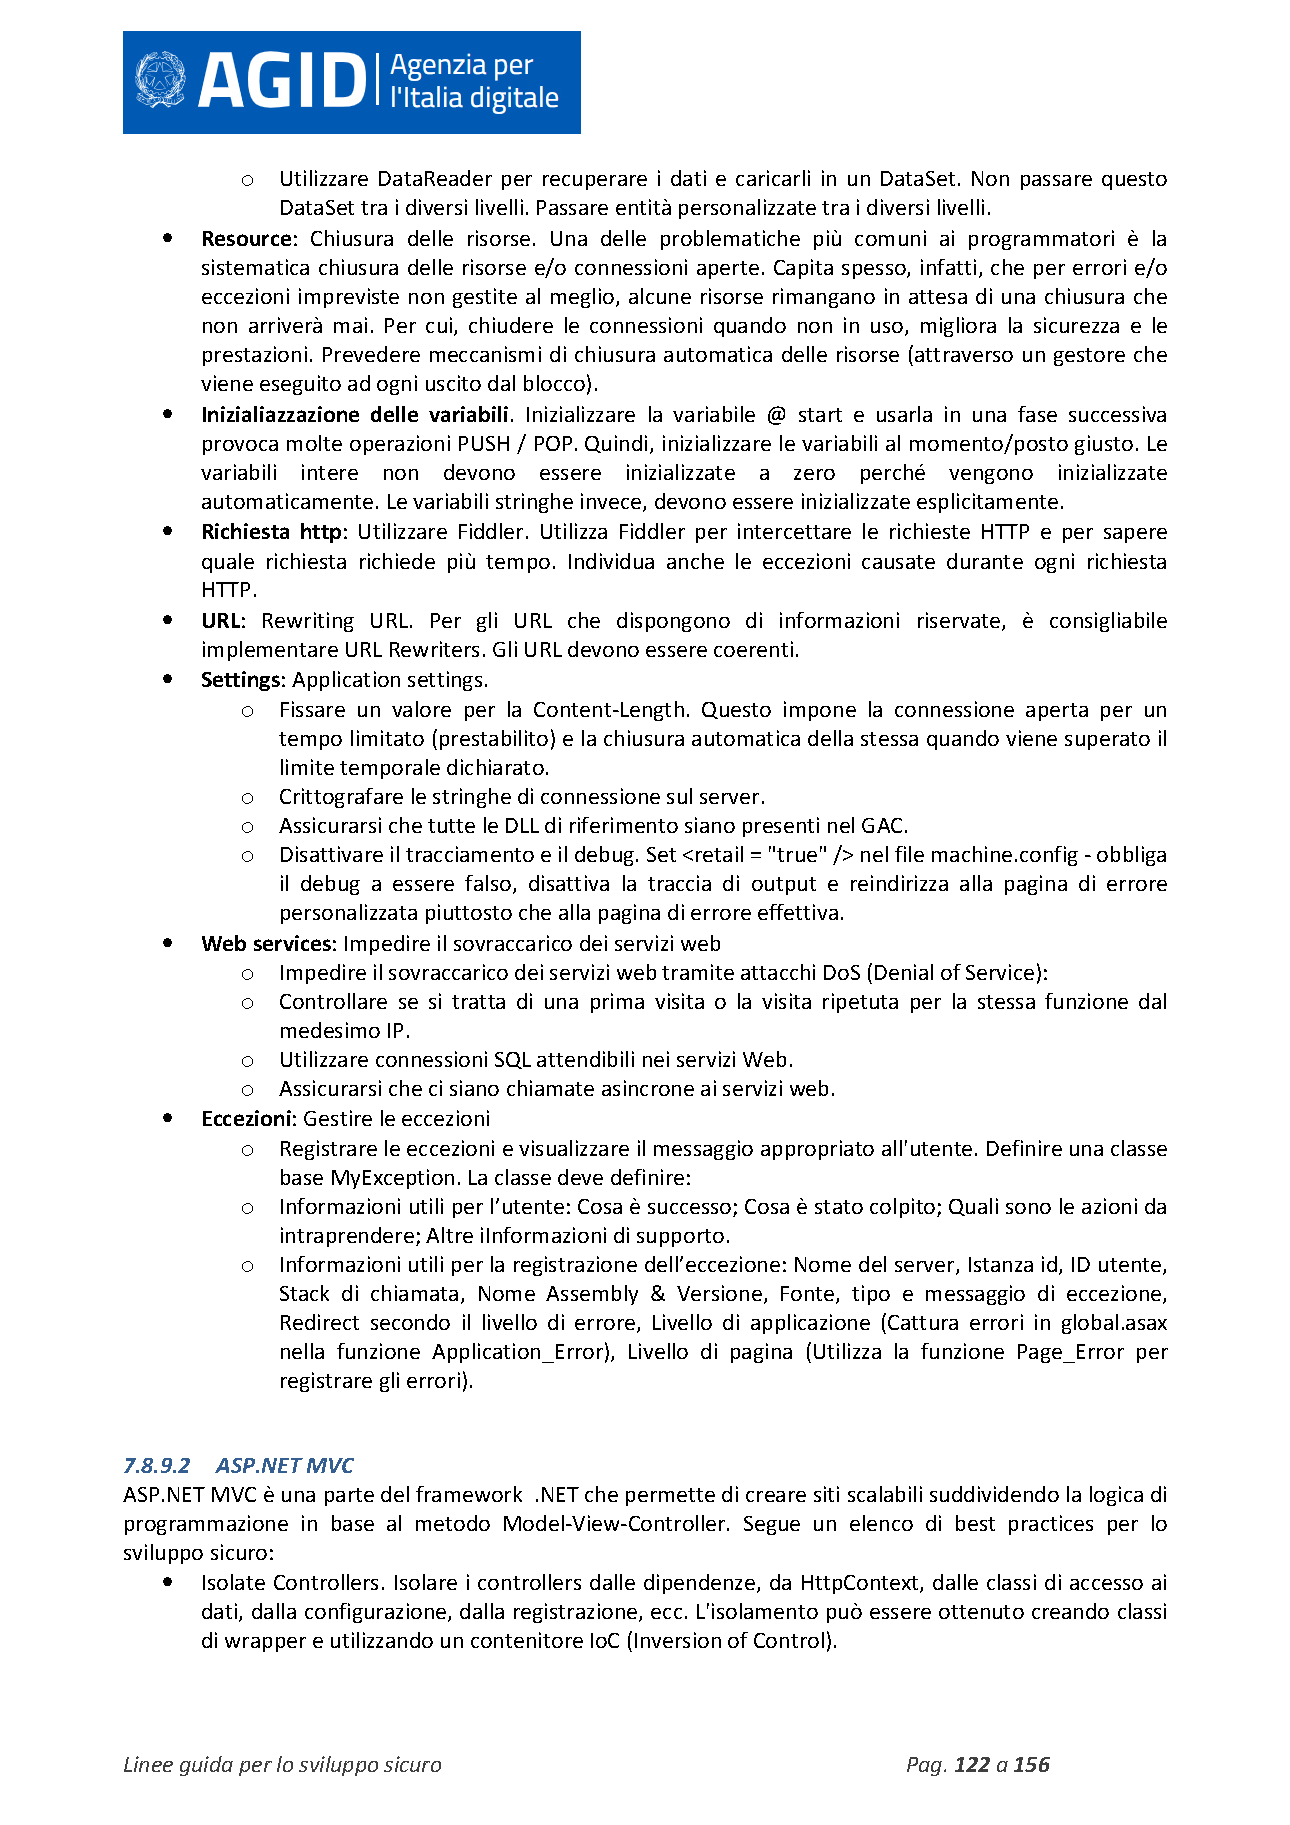 AGID
Agenzia per
l'Italia digitale
o Utilizzare DataReader per recuperare i dati e caricarli in un DataSet. Non passare questo
DataSet tra i diversi livelli. Passare entità personalizzate tra i diversi livelli.
• Resource: Chiusura delle risorse. Una delle problematiche più comuni ai programmatori è la
sistematica chiusura delle risorse e/o connessioni aperte. Capita spesso, infatti, che per errori e/o
eccezioni impreviste non gestite al meglio, alcune risorse rimangano in attesa di una chiusura che
non arriverà mai. Per cui, chiudere le connessioni quando non in uso, migliora la sicurezza e le
prestazioni. Prevedere meccanismi di chiusura automatica delle risorse (attraverso un gestore che
viene eseguito ad ogni uscito dal blocco).
• Inizialiazzazione delle variabili. Inizializzare la variabile @ start e usarla in una fase successiva
provoca molte operazioni PUSH / POP. Quindi, inizializzare le variabili al momento/posto giusto. Le
variabili intere non devono essere inizializzate a zero perché vengono inizializzate
automaticamente. Le variabili stringhe invece, devono essere inizializzate esplicitamente.
• Richiesta http: Utilizzare Fiddler. Utilizza Fiddler per intercettare le richieste HTTP e per sapere
quale richiesta richiede più tempo. Individua anche le eccezioni causate durante ogni richiesta
HTTP.
• URL: Rewriting URL. Per gli URL che dispongono di informazioni riservate, è consigliabile
implementare URL Rewriters. Gli URL devono essere coerenti.
• Settings: Application settings.
o Fissare un valore per la Content-Length. Questo impone la connessione aperta per un
tempo limitato (prestabilito) e la chiusura automatica della stessa quando viene superato il
limite temporale dichiarato.
o Crittografare le stringhe di connessione sul server.
o Assicurarsi che tutte le DLL di riferimento siano presenti nel GAC.
o Disattivare il tracciamento e il debug. Set <retail = "true" /> nel file machine.config - obbliga
il debug a essere falso, disattiva la traccia di output e reindirizza alla pagina di errore
personalizzata piuttosto che alla pagina di errore effettiva.
• Web services: Impedire il sovraccarico dei servizi web
o Impedire il sovraccarico dei servizi web tramite attacchi DoS (Denial of Service):
o Controllare se si tratta di una prima visita o la visita ripetuta per la stessa funzione dal
medesimo IP.
o Utilizzare connessioni SQL attendibili nei servizi Web.
o Assicurarsi che ci siano chiamate asincrone ai servizi web.
• Eccezioni: Gestire le eccezioni
o Registrare le eccezioni e visualizzare il messaggio appropriato all'utente. Definire una classe
base MyException. La classe deve definire:
o Informazioni utili per l’utente: Cosa è successo; Cosa è stato colpito; Quali sono le azioni da
intraprendere; Altre iInformazioni di supporto.
o Informazioni utili per la registrazione dell’eccezione: Nome del server, Istanza id, ID utente,
Stack di chiamata, Nome Assembly & Versione, Fonte, tipo e messaggio di eccezione,
Redirect secondo il livello di errore, Livello di applicazione (Cattura errori in global.asax
nella funzione Application_Error), Livello di pagina (Utilizza la funzione Page_Error per
registrare gli errori).
7.8.9.2 ASP.NET MVC
ASP.NET MVC è una parte del framework .NET che permette di creare siti scalabili suddividendo la logica di
programmazione in base al metodo Model-View-Controller. Segue un elenco di best practices per lo
sviluppo sicuro:
• Isolate Controllers. Isolare i controllers dalle dipendenze, da HttpContext, dalle classi di accesso ai
dati, dalla configurazione, dalla registrazione, ecc. L'isolamento può essere ottenuto creando classi
di wrapper e utilizzando un contenitore IoC (Inversion of Control).
Linee guida per lo sviluppo sicuro Pag. 122 a 156